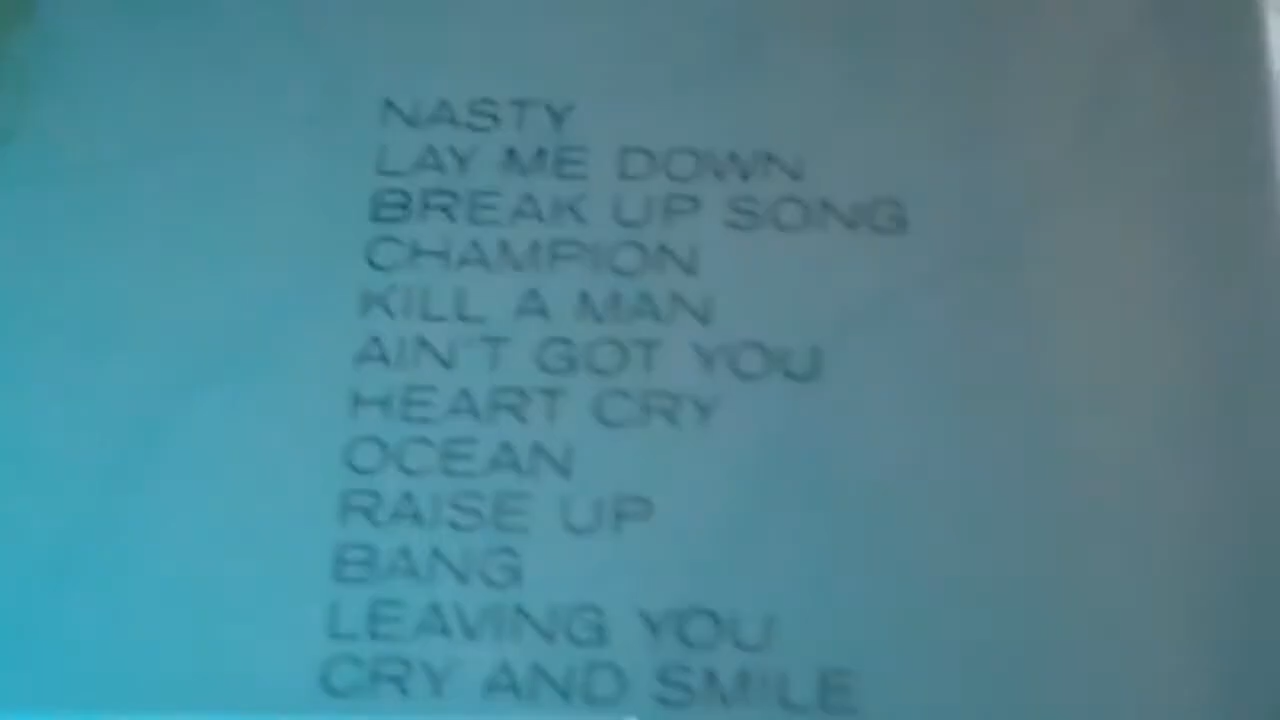 NASTY
LAY ME DOWN
BREAK UP SONG
CHAMPION
KILL A MAN
AIN'T GOT YOU
HEART CRY
OCEAN
RAISE UP
BANG
LEAVING YOU
CRY AND SMILE